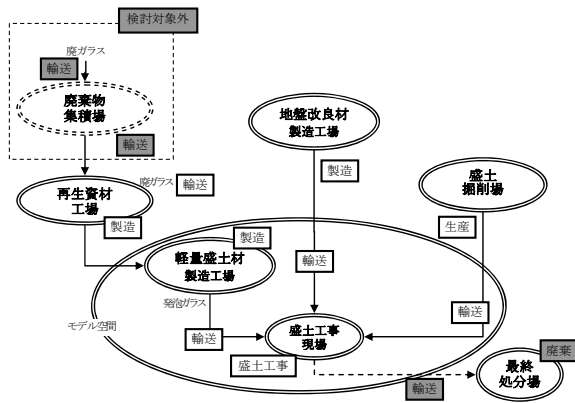 検討対象外
廃ガラス
輸送
廃棄物
集積場
輸送
地盤改良材
製造工場
製造
盛土
掘削場
生産
再生資材
工場
廃ガラス
輸送
製造
製造
軽量盛土材
製造工場
輸送
発泡ガラス
輸送
モデル空間
盛土工事
現場
輸送
盛土工事
輸送
最終
処分場
廃棄